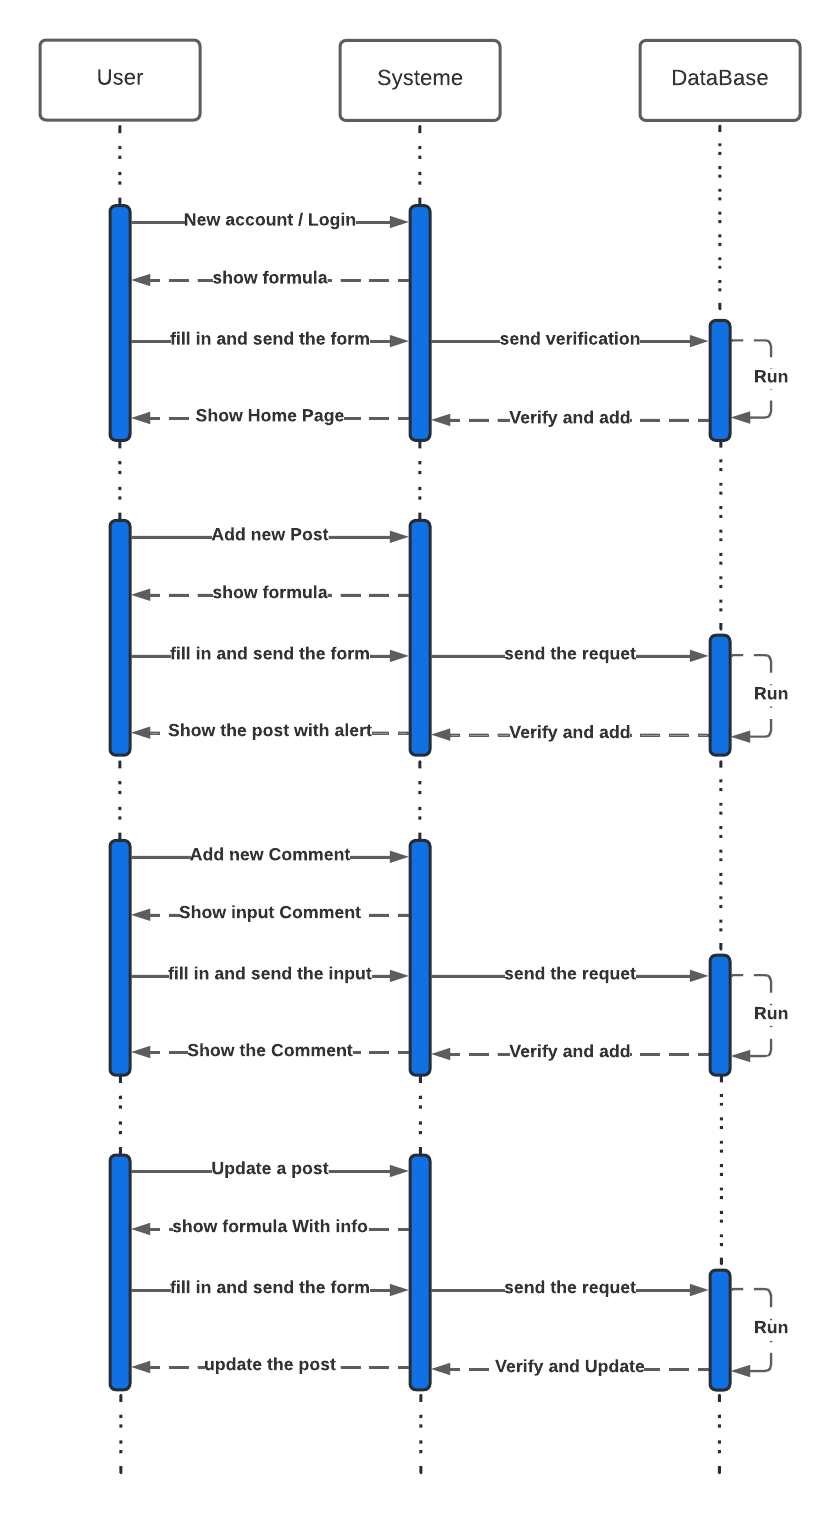 User
Systeme
DataBase
New account / Login
show formula
fill in and send the form
send verification
Run
Show Home Page
Verify and add
Add new Post
show formula
fill in and send the form
send the requet
Run
Show the post with alert
Verify and add
Add new Comment
Show input Comment
fill in and send the input
send the requet
Run
Show the Comment
Verify and add
Update a post
show formula With info
fill in and send the form
send the requet
Run
update the post
Verify and Update